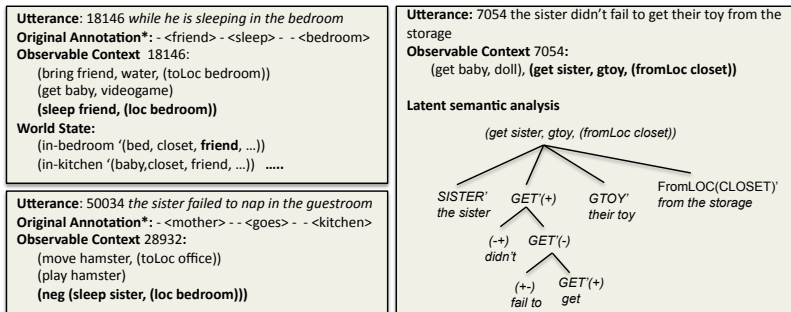 Utterance: 18146 while he is sleeping in the bedroom
Original Annotation*: - <friend> - <sleep> - - <bedroom>
Observable Context 18146:
(bring friend, water, (toLoc bedroom))
(get baby, videogame)
(sleep friend, (loc bedroom))
World State:
(in-bedroom '(bed, closet, friend, ...))
(in-kitchen '(baby,closet, friend, ...)) .....
Utterance: 50034 the sister failed to nap in the guestroom
Original Annotation*: - <mother> - - <goes> - - <kitchen>
Observable Context 28932:
(move hamster, (toLoc office))
(play hamster)
(neg (sleep sister, (loc bedroom)))
Utterance: 7054 the sister didn't fail to get their toy from the
storage
Observable Context 7054:
(get baby, doll), (get sister, gtoy, (fromLoc closet))
Latent semantic analysis
(get sister, gtoy, (fromLoc closet))
SISTER' GET'(+) GTOY' FromLOC(CLOSET)'
the sister their toy from the storage
(-+) GET'(-)
didn't
(+-) GET'(+)
fail to get